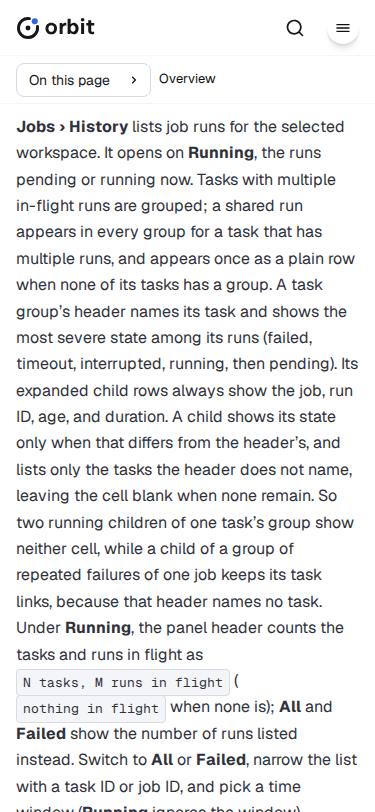 orbit
On this page
Overview
Jobs › History lists job runs for the selected
workspace. It opens on Running, the runs
pending or running now. Tasks with multiple
in-flight runs are grouped; a shared run
appears in every group for a task that has
multiple runs, and appears once as a plain row
when none of its tasks has a group. A task
group’s header names its task and shows the
most severe state among its runs (failed,
timeout, interrupted, running, then pending). Its
expanded child rows always show the job, run
ID, age, and duration. A child shows its state
only when that differs from the header’s, and
lists only the tasks the header does not name,
leaving the cell blank when none remain. So
two running children of one task’s group show
neither cell, while a child of a group of
repeated failures of one job keeps its task
links, because that header names no task.
Under Running, the panel header counts the
tasks and runs in flight as
N tasks, M runs in flight (
nothing in flight when none is); All and
Failed show the number of runs listed
instead. Switch to All or Failed, narrow the list
with a task ID or job ID, and pick a time
window (Running ignores the window).